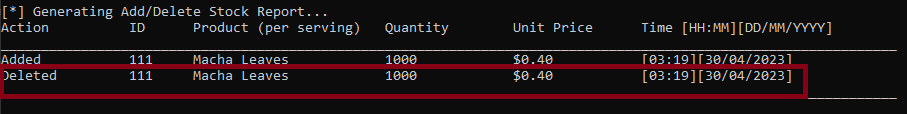 [*] Generating Add/Delete Stock Report...
Action ID Product (per serving) Quantity Unit Price Time [HH:MM][DD/MM/YYYY]
Added 111 Macha Leaves 1000 $0.40 [03:19][30/04/2023]
Deleted 111 Macha Leaves 1000 $0.40 [03:19][30/04/2023]